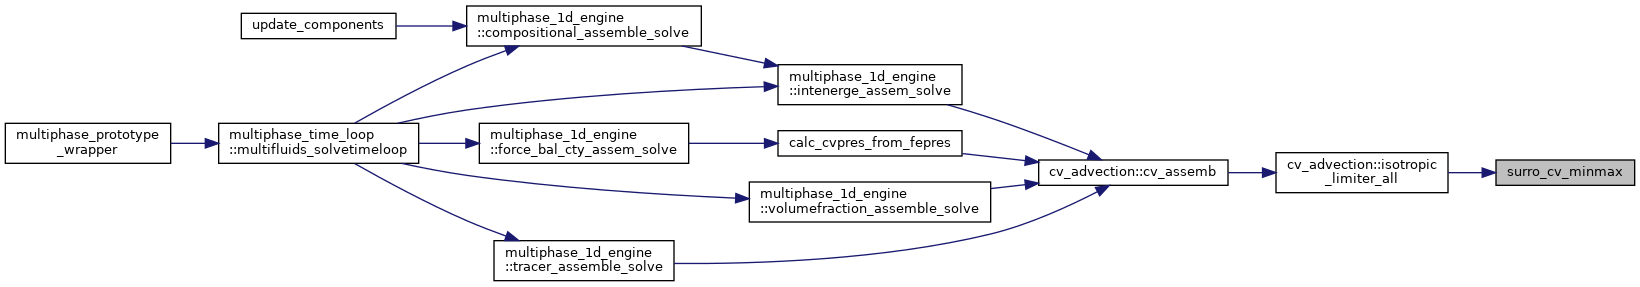 update_components
multiphase_1d_engine
::compositional_assemble_solve
multiphase_1d_engine
::intenerge_assem_solve
multiphase_prototype
_wrapper
multiphase_time_loop
::multifluids_solvetimeloop
multiphase_1d_engine
::force_bal_cty_assem_solve
calc_cvpres_from_fepres
cv_advection::cv_assemb
cv_advection::isotropic
_limiter_all
surro_cv_minmax
multiphase_1d_engine
::volumefraction_assemble_solve
multiphase_1d_engine
::tracer_assemble_solve